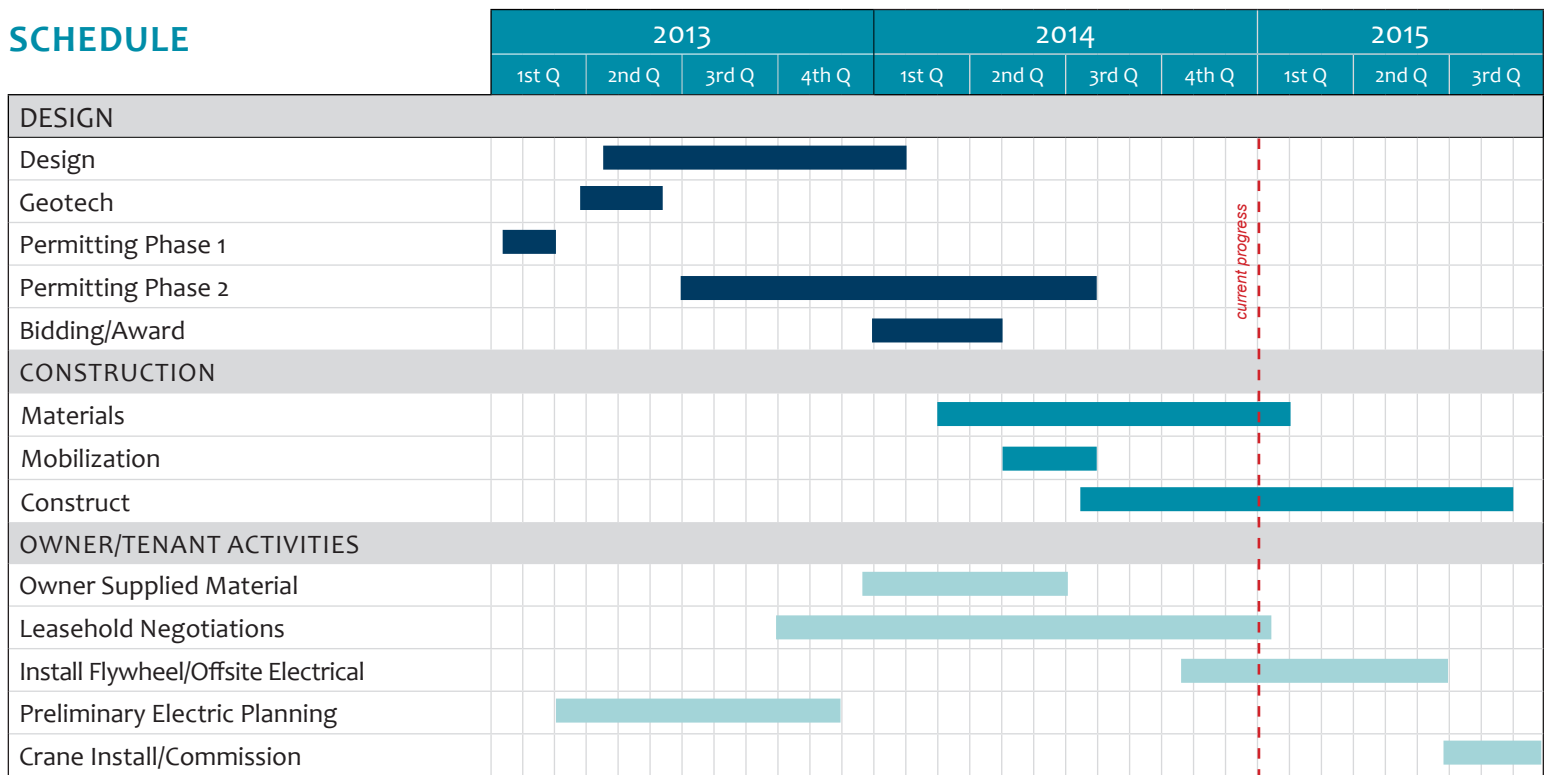 SCHEDULE
2013 2014 2015
1st Q 2nd Q 3rd Q 4th Q 1st Q 2nd Q 3rd Q 4th Q 1st Q 2nd Q 3rd Q
DESIGN
Design
Geotech
Permitting Phase 1
Permitting Phase 2
Bidding/Award
current progress
CONSTRUCTION
Materials
Mobilization
Construct
OWNER/TENANT ACTIVITIES
Owner Supplied Material
Leasehold Negotiations
Install Flywheel/Offsite Electrical
Preliminary Electric Planning
Crane Install/Commission